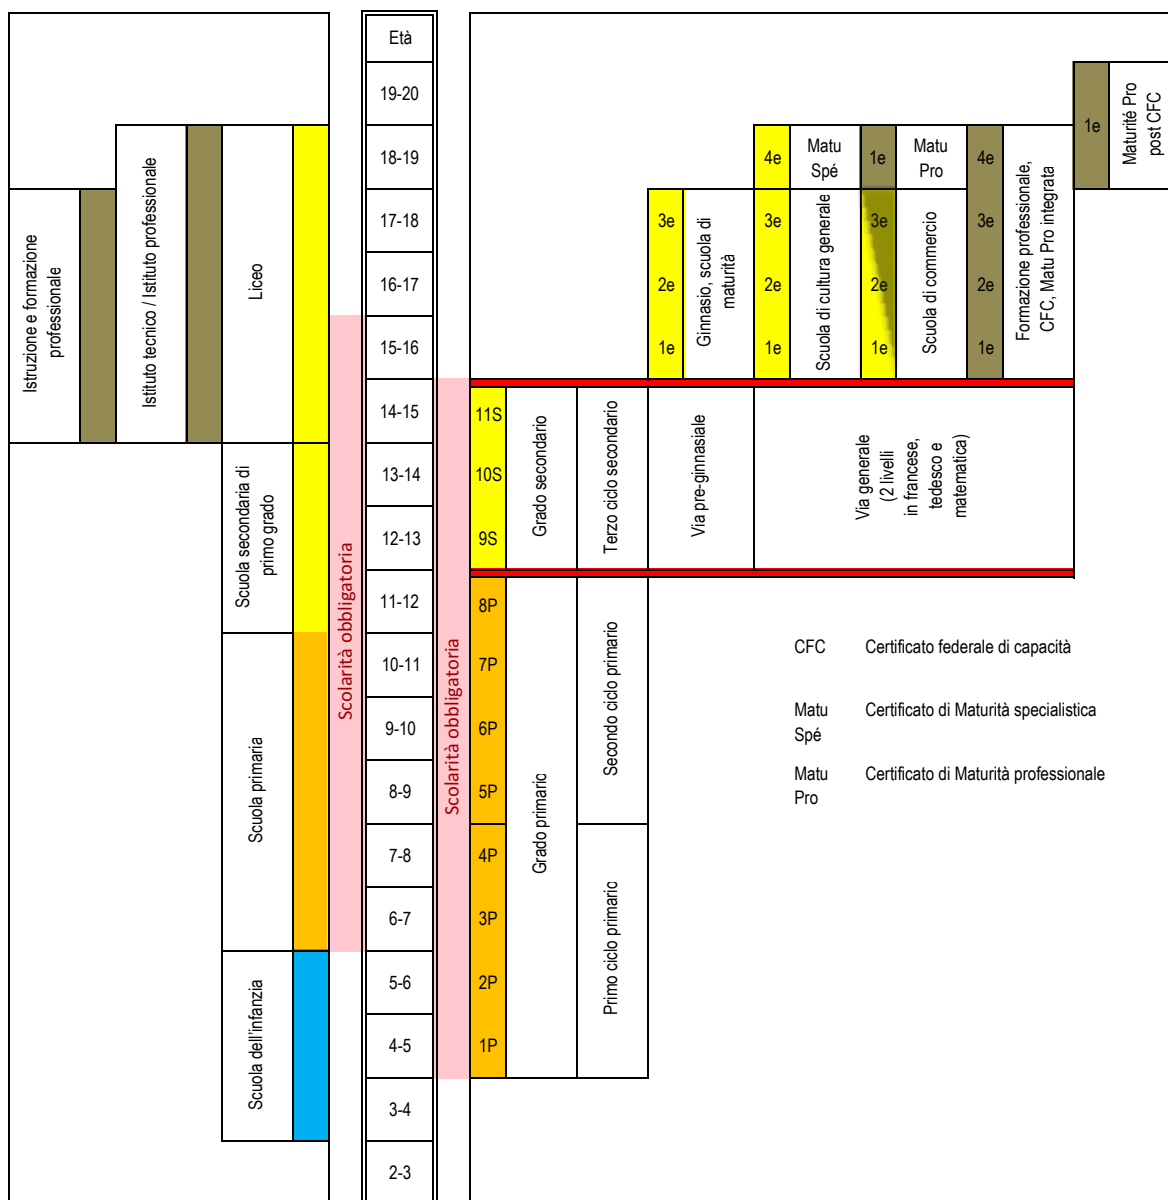 Istruzione e formazione
professionale
Istituto tecnico / Istituto professionale
Liceo
Scuola secondaria di
primo grado
Scuola primaria
Scuola dell'infanzia
Scolarità obbligatoria
Età
19-20
18-19
17-18
16-17
15-16
14-15
13-14
12-13
11-12
10-11
9-10
8-9
7-8
6-7
5-6
4-5
3-4
2-3
Scolarità obbligatoria
11S
10S
9S
8P
7P
6P
5P
4P
3P
2P
1P
Grado secondario
Grado primario
Terzo ciclo secondario
Secondo ciclo primario
Primo ciclo primario
Via pre-ginnasiale
Via generale
(2 livelli
in francese,
tedesco e
matematica)
3e
2e
1e
Ginnasio, scuola di
maturità
4e
3e
2e
1e
Matu
Spé
Scuola di cultura generale
1e
3e
2e
1e
Matu
Pro
Scuola di commercio
4e
3e
2e
1e
Formazione professionale,
CFC, Matu Pro integrata
1e
Maturité Pro
post CFC
CFC Certificato federale di capacità
Matu Certificato di Maturità specialistica
Spé
Matu Certificato di Maturità professionale
Pro